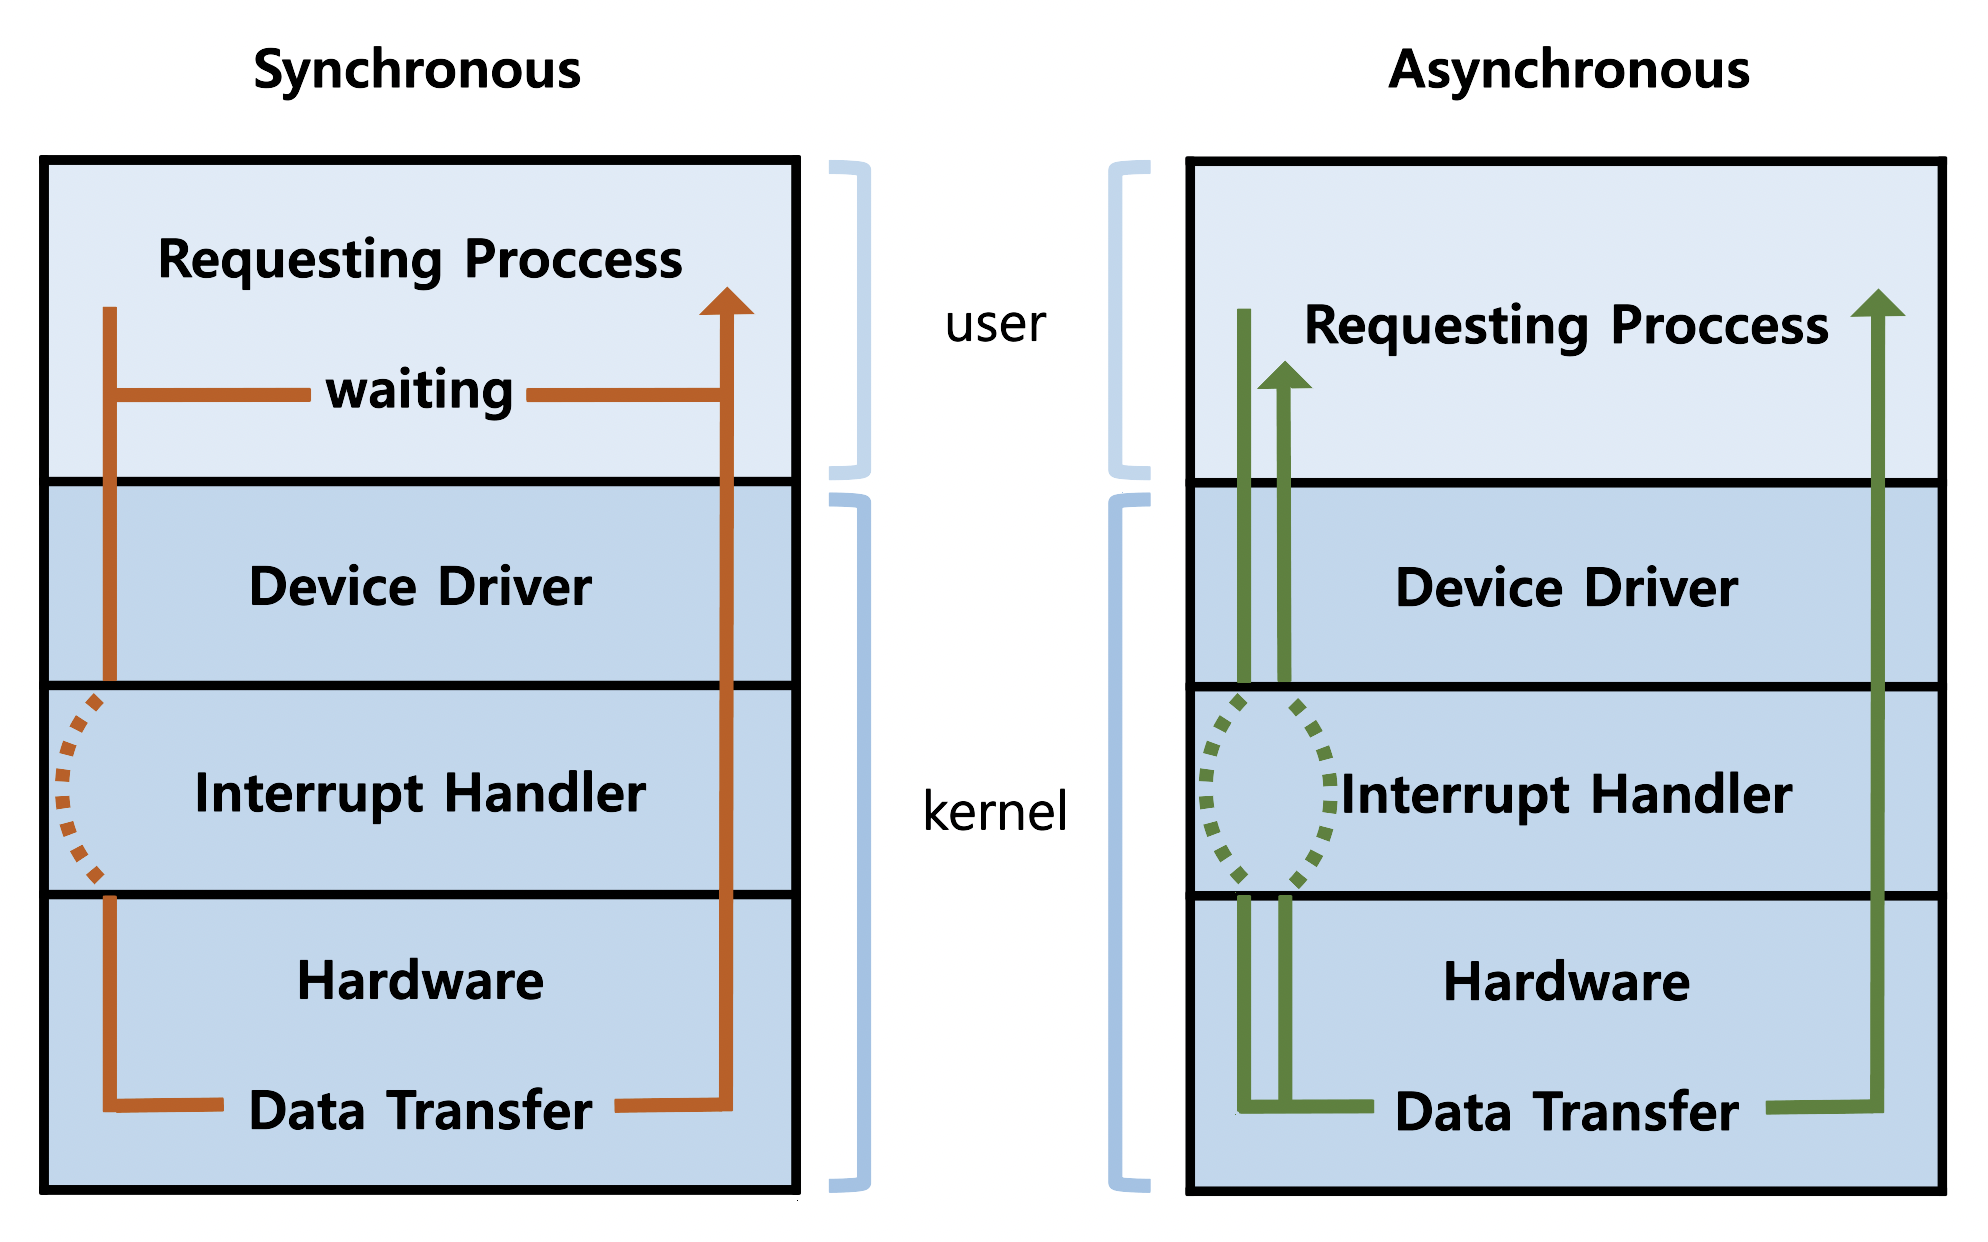 Synchronous
Requesting Proccess
waiting
Device Driver
Interrupt Handler
Hardware
Data Transfer
user
kernel
Asynchronous
Requesting Proccess
Device Driver
Interrupt Handler
Hardware
Data Transfer